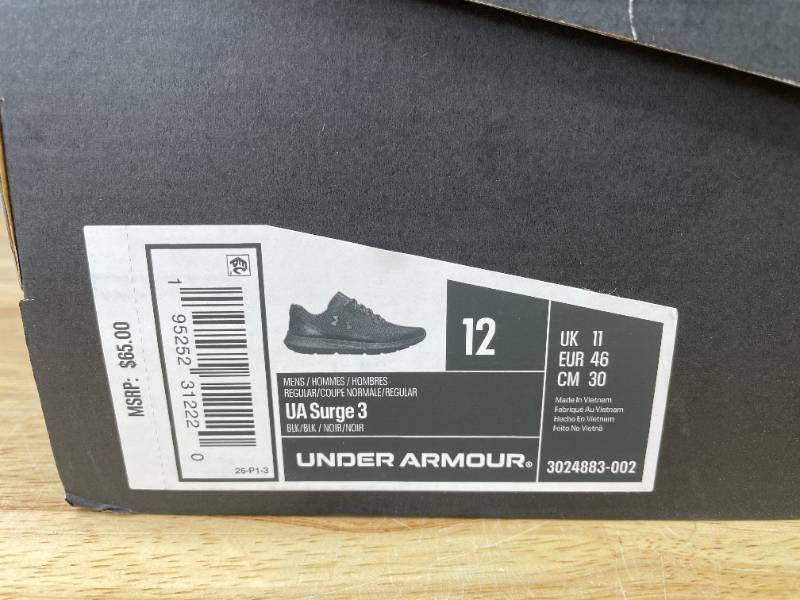 MSRP: $65.00
1 95252 31222 0
26-P1-3
12
MENS / HOMMES / HOMBRES
REGULAR/COUPE NORMALE/REGULAR
UA Surge 3
BLK/BLK / NOIR/NOIR
UNDER ARMOUR®
UK 11
EUR 46
CM 30
Made In Vietnam
Fabriqué Au Vietnam
Hecho En Vietnam
Feito No Vietnã
3024883-002